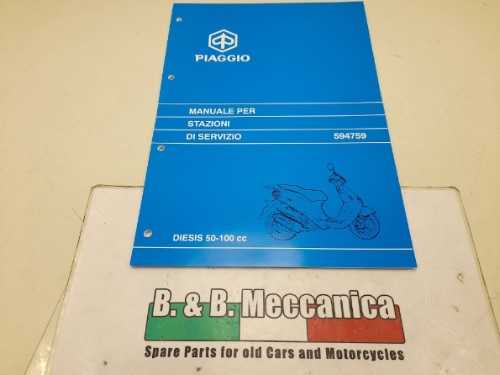 PIAGGIO
MANUALE PER
STAZIONI
DI SERVIZIO 594759
DIESIS 50-100 cc
B. & B. Meccanica
Spare Parts for old Cars and Motorcycles